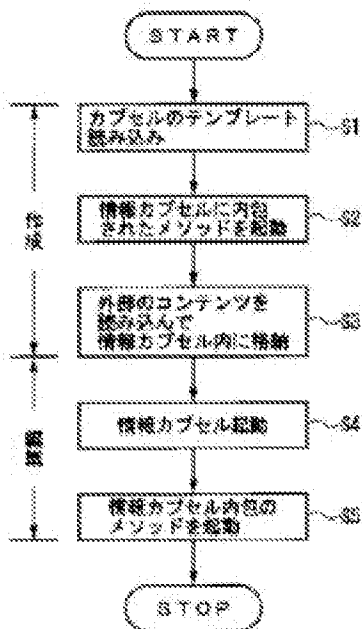 START
カプセルのテンプレート
読み込み
S1
情報カプセルに内包
されたメソッドを起動
S2
外部のコンテンツを
読み込んで
情報カプセル内に格納
S3
作成
情報カプセル起動
S4
情報カプセル内包の
メソッドを起動
S5
STOP